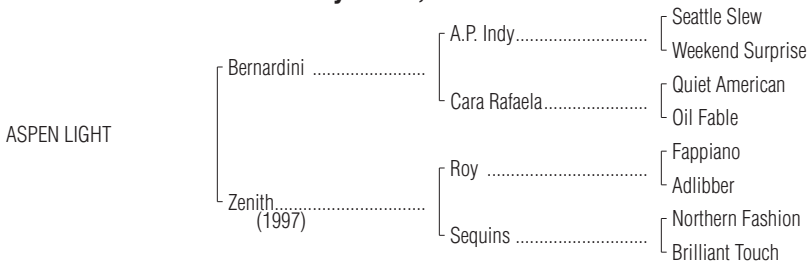 Seattle Slew
A.P. Indy............................
Weekend Surprise
Bernardini ........................
Quiet American
Cara Rafaela......................
Oil Fable
ASPEN LIGHT
Fappiano
Roy ..................................
Adlibber
Zenith................................
(1997)
Northern Fashion
Sequins ............................
Brilliant Touch